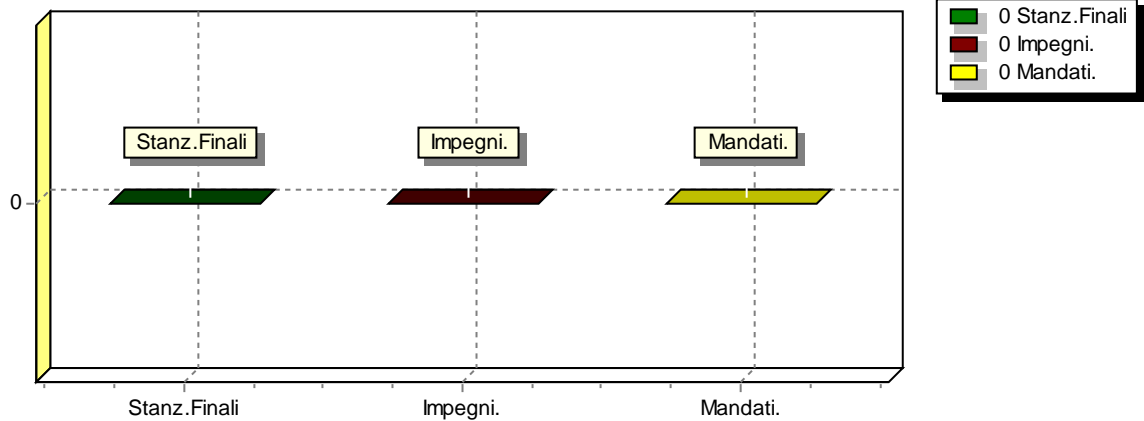 0 Stanz.Finali
0 Impegni.
0 Mandati.
Stanz.Finali
Impegni.
Mandati.
0
Stanz.Finali
Impegni.
Mandati.